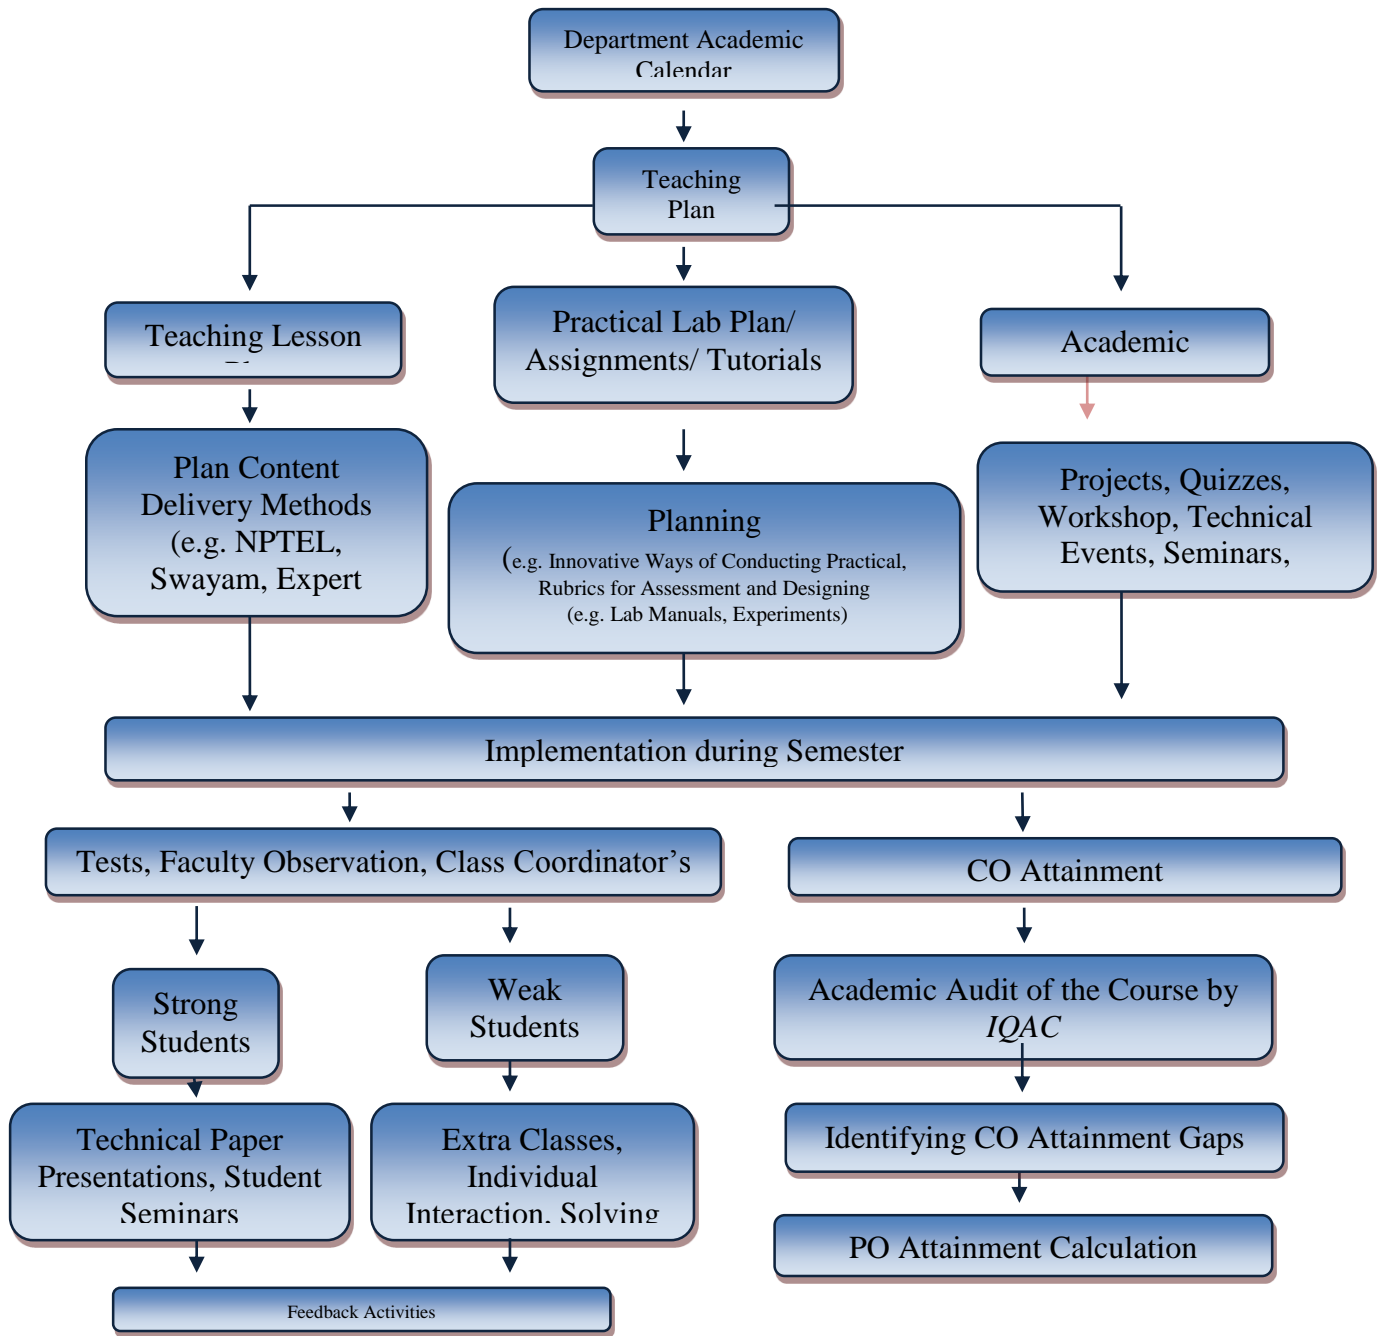 Department Academic
Calendar
Teaching
Plan
Teaching Lesson
Practical Lab Plan/
Assignments/ Tutorials
Academic
Plan Content
Delivery Methods
(e.g. NPTEL,
Swayam, Expert
Planning
(e.g. Innovative Ways of Conducting Practical,
Rubrics for Assessment and Designing
(e.g. Lab Manuals, Experiments)
Projects, Quizzes,
Workshop, Technical
Events, Seminars,
Implementation during Semester
Tests, Faculty Observation, Class Coordinator’s
CO Attainment
Strong
Students
Weak
Students
Academic Audit of the Course by
IQAC
Technical Paper
Presentations, Student
Seminars
Extra Classes,
Individual
Interaction, Solving
Identifying CO Attainment Gaps
PO Attainment Calculation
Feedback Activities